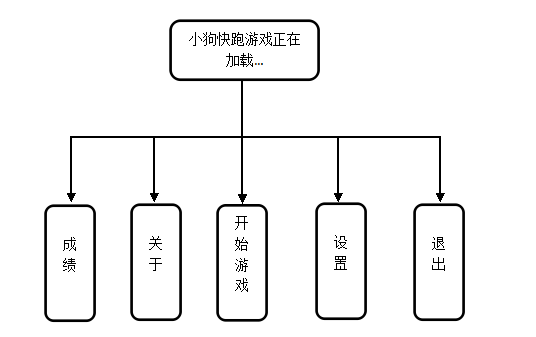 小狗快跑游戏正在
加载...
成绩
关于
开始游戏
设置
退出